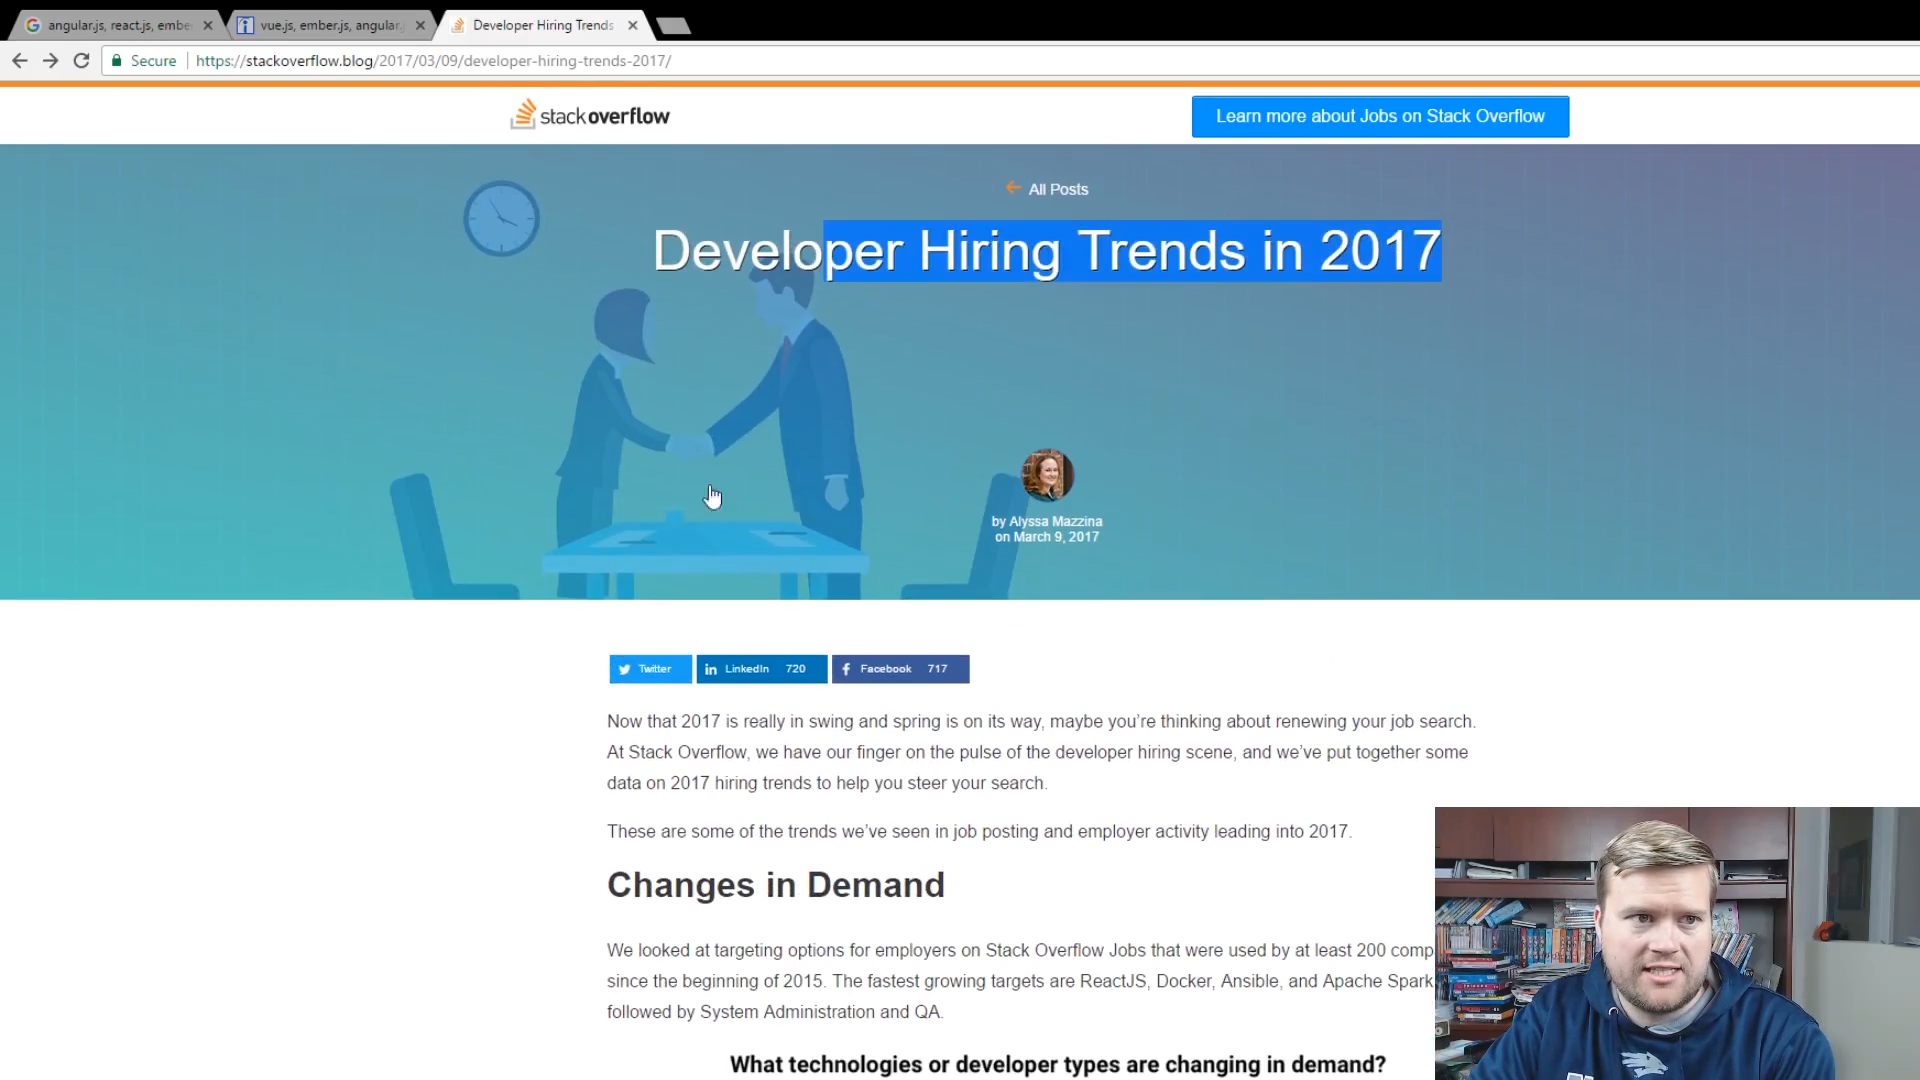 angular.js, react.js, embe
vue.js, ember.js, angular.
Developer Hiring Trends
Secure
https://stackoverflow.blog/2017/03/09/developer-hiring-trends-2017/
stackoverflow
Learn more about Jobs on Stack Overflow
All Posts
Developer Hiring Trends in 2017
by Alyssa Mazzina
on March 9, 2017
Twitter
LinkedIn 720
Facebook 717
Now that 2017 is really in swing and spring is on its way, maybe you’re thinking about renewing your job search.
At Stack Overflow, we have our finger on the pulse of the developer hiring scene, and we’ve put together some
data on 2017 hiring trends to help you steer your search.
These are some of the trends we’ve seen in job posting and employer activity leading into 2017.
Changes in Demand
We looked at targeting options for employers on Stack Overflow Jobs that were used by at least 200 comp
since the beginning of 2015. The fastest growing targets are ReactJS, Docker, Ansible, and Apache Spark
followed by System Administration and QA.
What technologies or developer types are changing in demand?